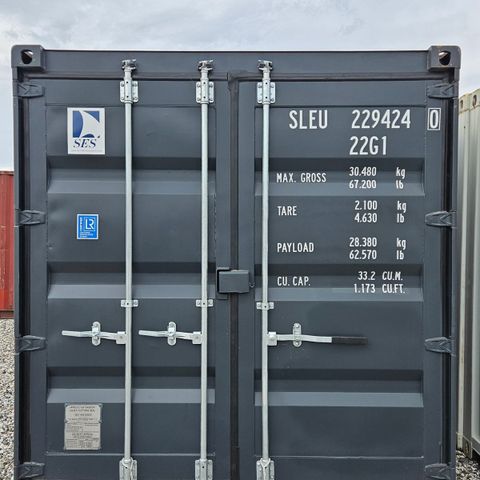 SES
LR
SLEU 229424 0
22G1
MAX. GROSS 30.480 kg
67.200 lb
TARE 2.100 kg
4.630 lb
PAYLOAD 28.380 kg
62.570 lb
CU. CAP. 33.2 CU.M.
1.173 CU.FT.